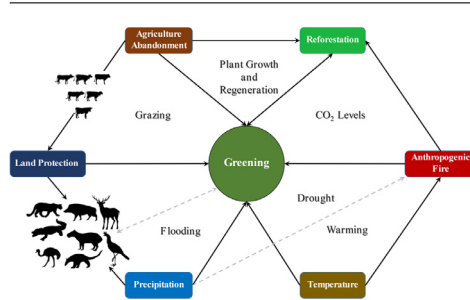 Agriculture
Abandonment
Reforestation
Plant Growth
and
Regeneration
Grazing
CO₂ Levels
Land Protection
Greening
Anthropogenic
Fire
Drought
Flooding
Warming
Precipitation
Temperature